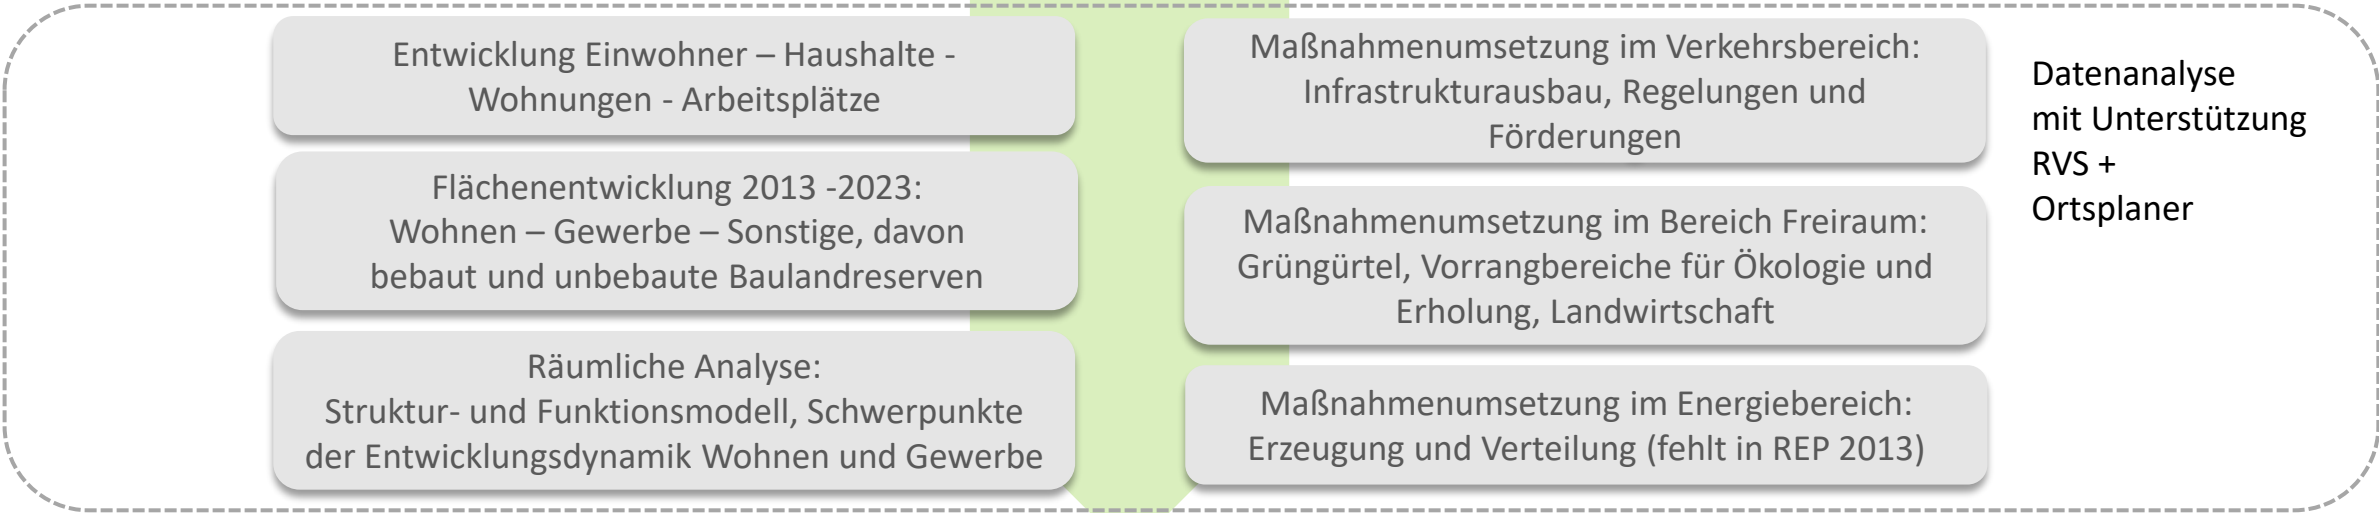 Entwicklung Einwohner – Haushalte -
Wohnungen - Arbeitsplätze
Flächenentwicklung 2013 -2023:
Wohnen – Gewerbe – Sonstige, davon
bebaut und unbebaute Baulandreserven
Räumliche Analyse:
Struktur- und Funktionsmodell, Schwerpunkte
der Entwicklungsdynamik Wohnen und Gewerbe
Maßnahmenumsetzung im Verkehrsbereich:
Infrastrukturausbau, Regelungen und
Förderungen
Maßnahmenumsetzung im Bereich Freiraum:
Grüngürtel, Vorrangbereiche für Ökologie und
Erholung, Landwirtschaft
Maßnahmenumsetzung im Energiebereich:
Erzeugung und Verteilung (fehlt in REP 2013)
Datenanalyse
mit Unterstützung
RVS +
Ortsplaner